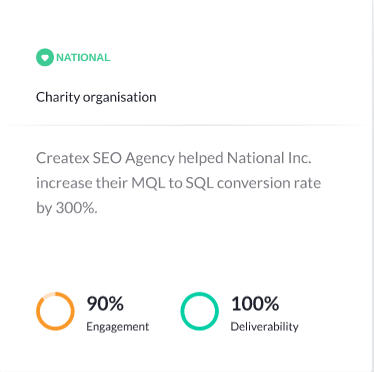 NATIONAL
Charity organisation
Createx SEO Agency helped National Inc.
increase their MQL to SQL conversion rate
by 300%.
90%
Engagement
100%
Deliverability